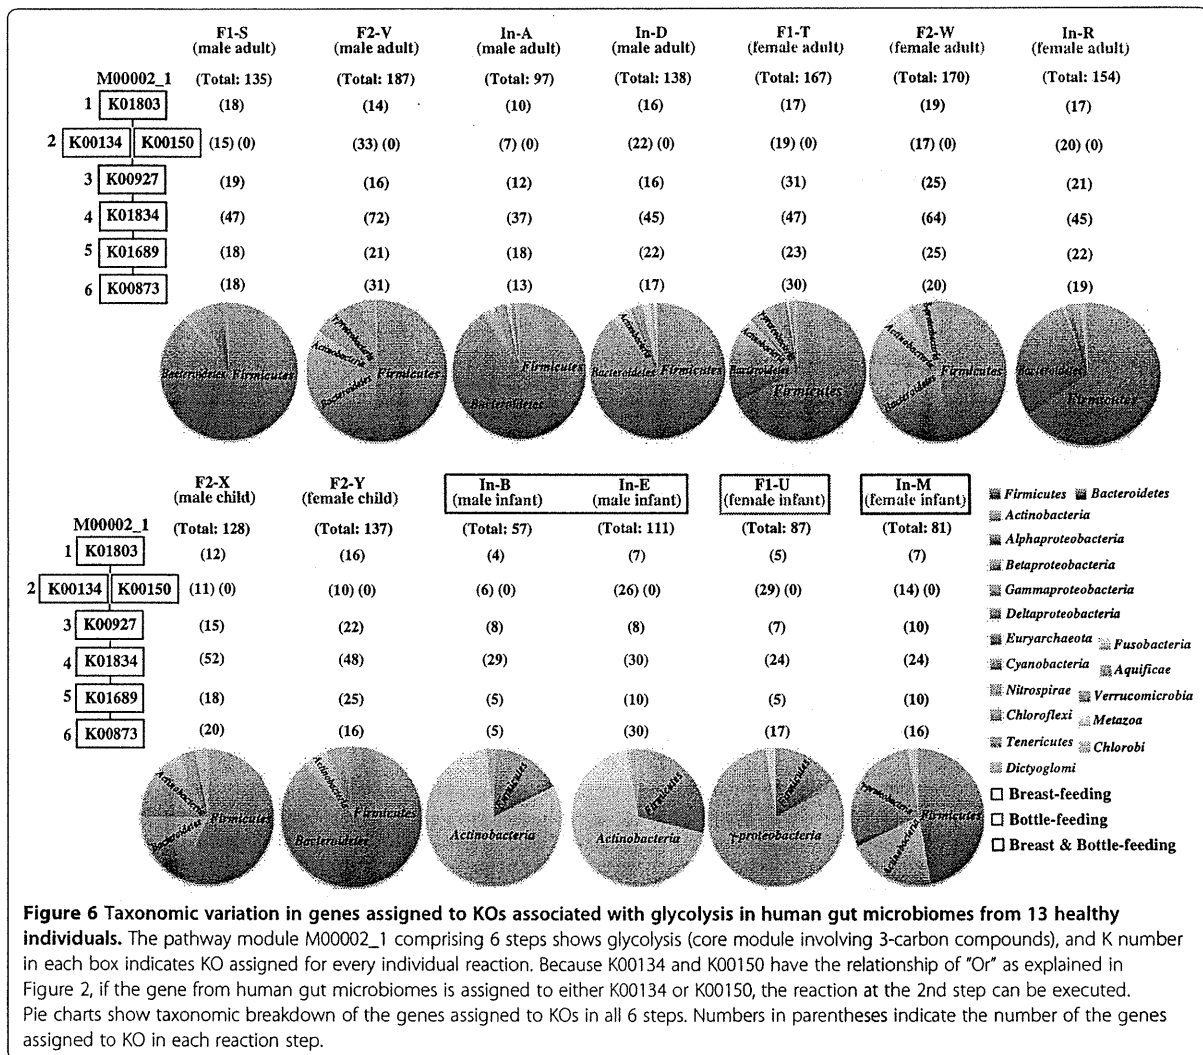 F1-S F2-V In-A In-D F1-T F2-W In-R
(male adult) (male adult) (male adult) (male adult) (female adult) (female adult) (female adult)
M00002_1 (Total: 135) (Total: 187) (Total: 97) (Total: 138) (Total: 167) (Total: 170) (Total: 154)
1 K01803 (18) (14) (10) (16) (17) (19) (17)
2 K00134 K00150 (15) (0) (33) (0) (7) (0) (22) (0) (19) (0) (17) (0) (20) (0)
3 K00927 (19) (16) (12) (16) (31) (25) (21)
4 K01834 (47) (72) (37) (45) (47) (64) (45)
5 K01689 (18) (21) (18) (22) (23) (25) (22)
6 K00873 (18) (31) (13) (17) (30) (20) (19)
Bacteroidetes Firmicutes
γ-proteobacteria Actinobacteria Bacteroidetes Firmicutes
Firmicutes Bacteroidetes
Actinobacteria Bacteroidetes Firmicutes
γ-proteobacteria Actinobacteria Bacteroidetes Firmicutes
Actinobacteria Bacteroidetes Firmicutes
Bacteroidetes Firmicutes
F2-X F2-Y In-B In-E F1-U In-M
(male child) (female child) (male infant) (male infant) (female infant) (female infant)
M00002_1 (Total: 128) (Total: 137) (Total: 57) (Total: 111) (Total: 87) (Total: 81)
1 K01803 (12) (16) (4) (7) (5) (7)
2 K00134 K00150 (11) (0) (10) (0) (6) (0) (26) (0) (29) (0) (14) (0)
3 K00927 (15) (22) (8) (8) (7) (10)
4 K01834 (52) (48) (29) (30) (24) (24)
5 K01689 (18) (25) (5) (10) (5) (10)
6 K00873 (20) (16) (5) (30) (17) (16)
Actinobacteria Bacteroidetes Firmicutes
Actinobacteria Bacteroidetes Firmicutes
Firmicutes Actinobacteria
Firmicutes Actinobacteria
Firmicutes γ-proteobacteria
γ-proteobacteria Actinobacteria Firmicutes
Firmicutes Bacteroidetes
Actinobacteria
Alphaproteobacteria
Betaproteobacteria
Gammaproteobacteria
Deltaproteobacteria
Euryarchaeota Fusobacteria
Cyanobacteria Aquificae
Nitrospirae Verrucomicrobia
Chloroflexi Metazoa
Tenericutes Chlorobi
Dictyoglomi
Breast-feeding
Bottle-feeding
Breast & Bottle-feeding
Figure 6 Taxonomic variation in genes assigned to KOs associated with glycolysis in human gut microbiomes from 13 healthy
individuals. The pathway module M00002_1 comprising 6 steps shows glycolysis (core module involving 3-carbon compounds), and K number
in each box indicates KO assigned for every individual reaction. Because K00134 and K00150 have the relationship of "Or" as explained in
Figure 2, if the gene from human gut microbiomes is assigned to either K00134 or K00150, the reaction at the 2nd step can be executed.
Pie charts show taxonomic breakdown of the genes assigned to KOs in all 6 steps. Numbers in parentheses indicate the number of the genes
assigned to KO in each reaction step.